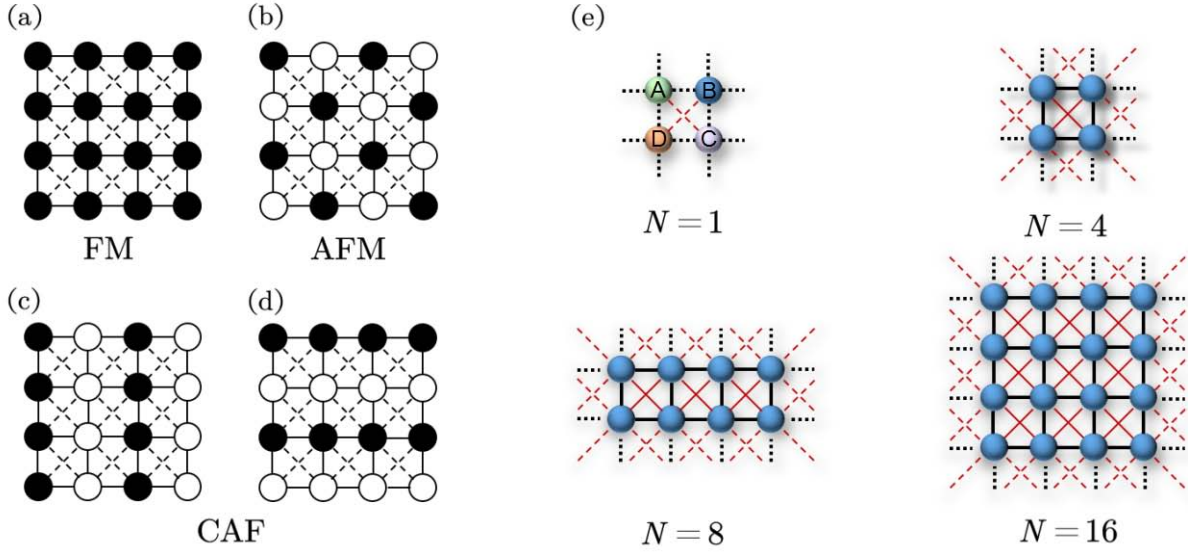 (a)
(b)
FM
AFM
(c)
(d)
CAF
(e)
A B
D C
N = 1
N = 4
N = 8
N = 16